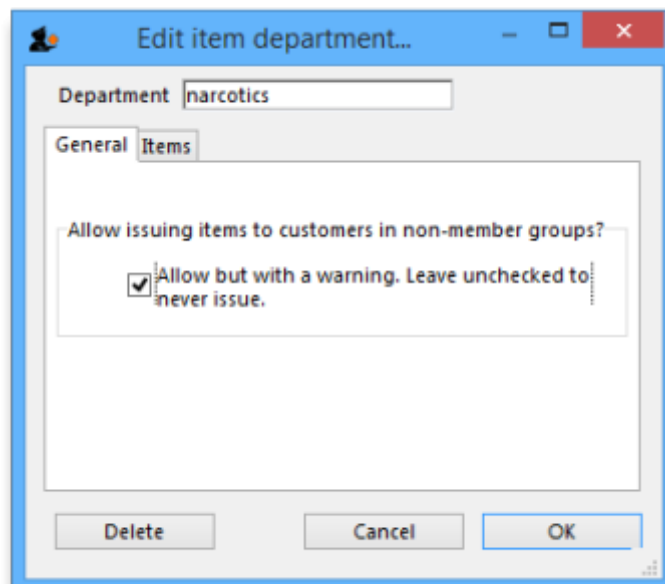 Edit item department...
Department narcotics
General Items
Allow issuing items to customers in non-member groups?
Allow but with a warning. Leave unchecked to
never issue.
Delete Cancel OK